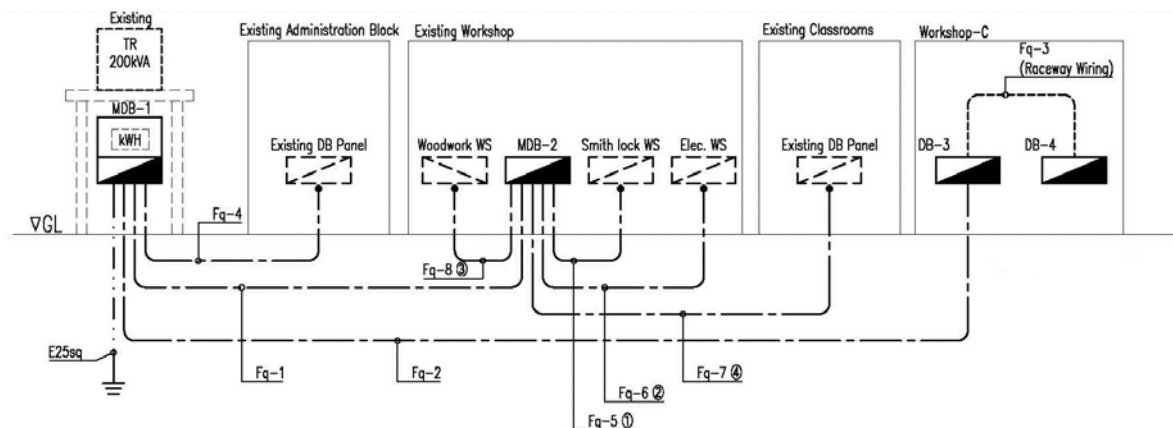 Existing
TR
200kVA
MDB-1
kWH
Existing Administration Block
Existing DB Panel
Existing Workshop
Woodwork WS
MDB-2
Smith lock WS
Elec. WS
Existing Classrooms
Existing DB Panel
Workshop-C
Fq-3
(Raceway Wiring)
DB-3
DB-4
▽GL
Fq-4
Fq-8 ③
E25sq
Fq-1
Fq-2
Fq-7 ④
Fq-6 ②
Fq-5 ①